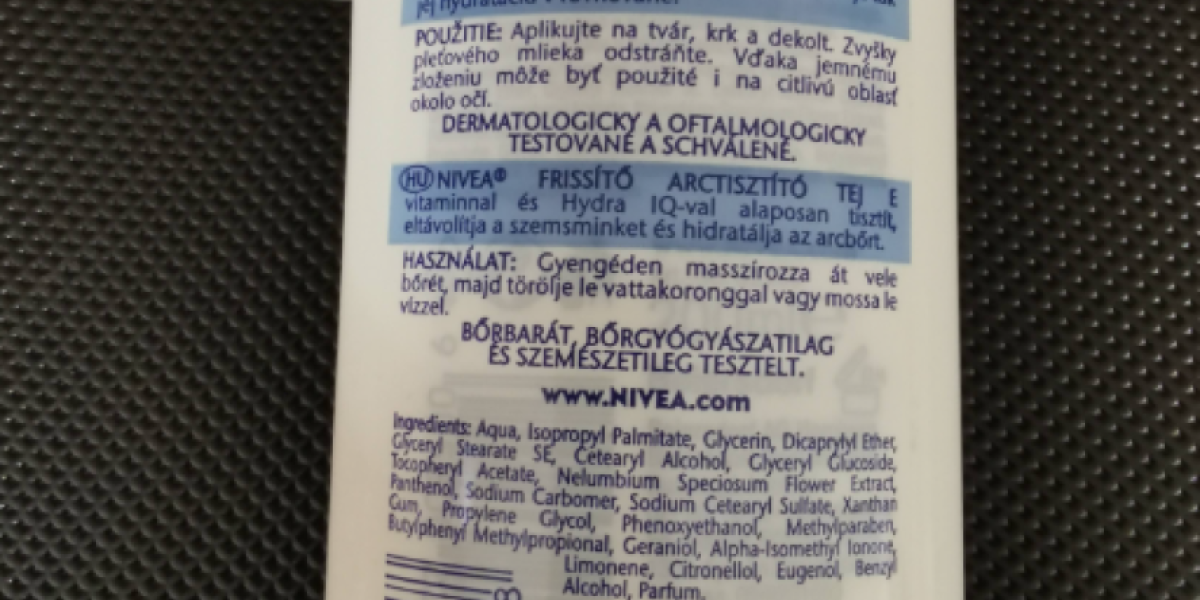 jej hydratáciu
POUŽITIE: Aplikujte na tvár, krk a dekolt. Zvyšky
pleťového mlieka odstráňte. Vďaka jemnému
zloženiu môže byť použité i na citlivú oblasť
okolo očí.
DERMATOLOGICKY A OFTALMOLOGICKY
TESTOVANÉ A SCHVÁLENÉ.
HU NIVEA® FRISSÍTŐ ARCTISZTÍTÓ TEJ E
vitaminnal és Hydra IQ-val alaposan tisztít,
eltávolítja a szemsminket és hidratálja az arcbőrt.
HASZNÁLAT: Gyengéden masszírozza át vele
bőrét, majd törölje le vattakoronggal vagy mossa le
vízzel.
BŐRBARÁT, BŐRGYÓGYÁSZATILAG
ÉS SZEMÉSZETILEG TESZTELT.
www.NIVEA.com
Ingredients: Aqua, Isopropyl Palmitate, Glycerin, Dicaprylyl Ether,
Glyceryl Stearate SE, Cetearyl Alcohol, Glyceryl Glucoside,
Tocopheryl Acetate, Nelumbium Speciosum Flower Extract,
Panthenol, Sodium Carbomer, Sodium Cetearyl Sulfate, Xanthan
Gum, Propylene Glycol, Phenoxyethanol, Methylparaben,
Butylphenyl Methylpropional, Geraniol, Alpha-Isomethyl Ionone,
Limonene, Citronellol, Eugenol, Benzyl
Alcohol, Parfum.